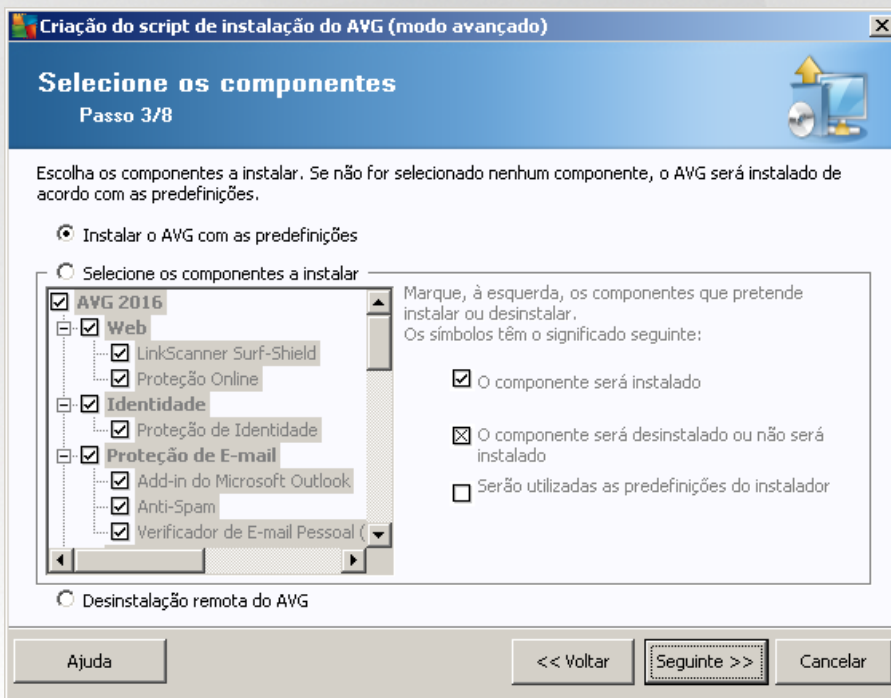 Criação do script de instalação do AVG (modo avançado)
Selecione os componentes
Passo 3/8
Escolha os componentes a instalar. Se não for selecionado nenhum componente, o AVG será instalado de
acordo com as predefinições.
Instalar o AVG com as predefinições
Selecione os componentes a instalar
AVG 2016
Web
LinkScanner Surf-Shield
Proteção Online
Identidade
Proteção de Identidade
Proteção de E-mail
Add-in do Microsoft Outlook
Anti-Spam
Verificador de E-mail Pessoal (
Marque, à esquerda, os componentes que pretende
instalar ou desinstalar.
Os símbolos têm o significado seguinte:
O componente será instalado
O componente será desinstalado ou não será
instalado
Serão utilizadas as predefinições do instalador
Desinstalação remota do AVG
Ajuda
<< Voltar
Seguinte >>
Cancelar